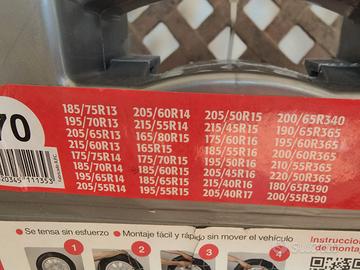 70
20345 111353
185/75R13
195/70R13
205/65R13
215/60R13
175/75R14
185/70R14
195/65R14
205/55R14
205/60R14
215/55R14
165/80R15
165R15
175/70R15
185/65R15
195/60R15
195/55R15
205/50R15
215/45R15
175/60R16
185/55R16
195/50R16
205/45R16
215/40R16
205/40R17
200/65R340
190/65R365
195/60R365
200/60R365
210/55R365
220/50R365
180/65R390
200/55R390
Se tensa sin esfuerzo
Montaje fácil y rápido sin mover el vehículo
1
2
3
4